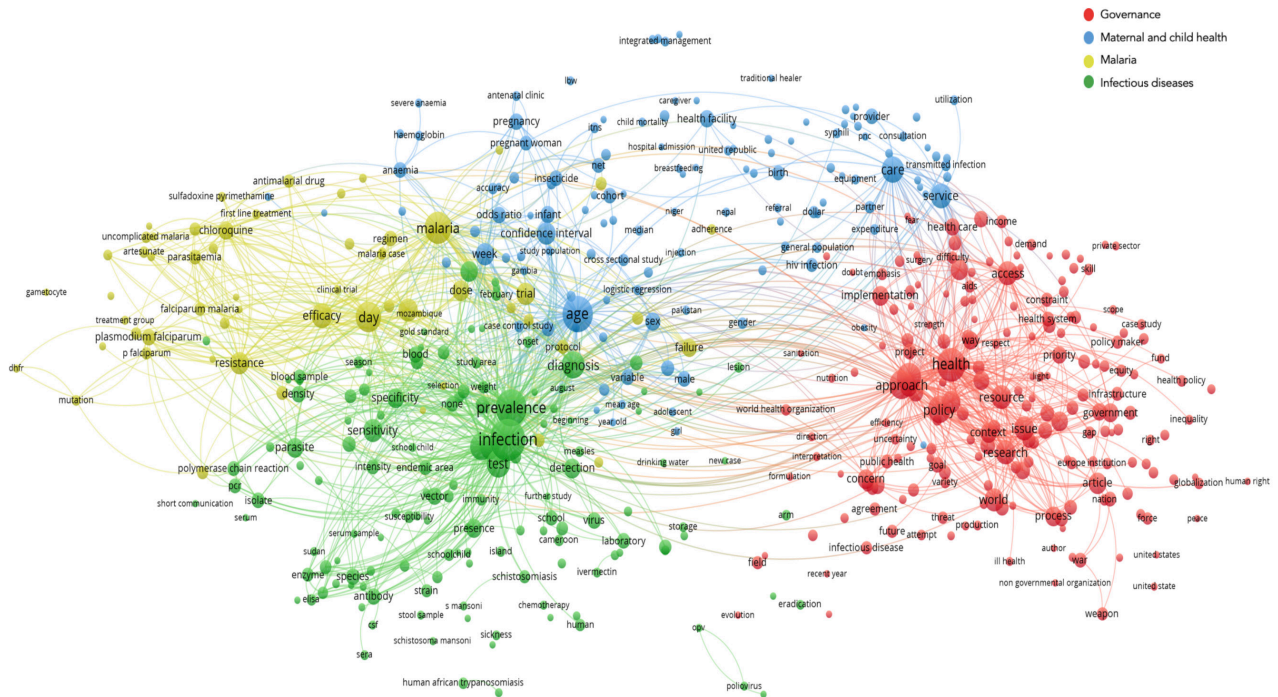 Governance
Maternal and child health
Malaria
Infectious diseases
integrated management
lbw
traditional healer
severe anaemia
antenatal clinic
caregiver
utilization
pregnancy
itns
child mortality
health facility
provider
haemoglobin
syphili
pnc
consultation
pregnant woman
hospital admission
united republic
anaemia
net
breastfeeding
birth
care
transmitted infection
accuracy
insecticide
equipment
antimalarial drug
cohort
service
sulfadoxine pyrimethamine
odds ratio
infant
niger
nepal
referral
dollar
partner
first line treatment
fear
income
chloroquine
malaria
confidence interval
median
adherence
expenditure
health care
uncomplicated malaria
regimen
study population
injection
general population
surgery
demand
private sector
artesunate
parasitaemia
malaria case
week
cross sectional study
hiv infection
doubt
emphasis
difficulty
access
skill
gambia
gametocyte
clinical trial
dose
february
trial
logistic regression
implementation
aids
constraint
falciparum malaria
mozambique
age
pakistan
scope
treatment group
efficacy
day
gold standard
case control study
sex
gender
obesity
strength
way
respect
health system
case study
plasmodium falciparum
onset
protocol
policy maker
p falciparum
blood
failure
project
priority
fund
resistance
season
study area
diagnosis
lesion
sanitation
health
light
equity
dhfr
blood sample
selection
weight
august
variable
male
nutrition
approach
resource
infrastructure
health policy
mutation
density
specificity
none
prevalence
mean age
adolescent
world health organization
policy
government
inequality
beginning
year old
efficiency
context
issue
sensitivity
infection
girl
direction
uncertainty
gap
right
parasite
school child
measles
interpretation
research
polymerase chain reaction
intensity
endemic area
test
detection
drinking water
new case
public health
goal
europe institution
pcr
formulation
concern
variety
article
globalization
human right
short communication
isolate
vector
immunity
further study
world
nation
serum
susceptibility
storage
arm
agreement
threat
production
process
force
peace
serum sample
presence
school
virus
future
attempt
cameroon
laboratory
infectious disease
author
sudan
schoolchild
island
field
ill health
war
united states
enzyme
species
schistosomiasis
ivermectin
recent year
non governmental organization
united state
elisa
antibody
strain
s mansoni
chemotherapy
eradication
stool sample
evolution
weapon
csf
human
schistosoma mansoni
sickness
opv
sera
human african trypanosomiasis
poliovirus